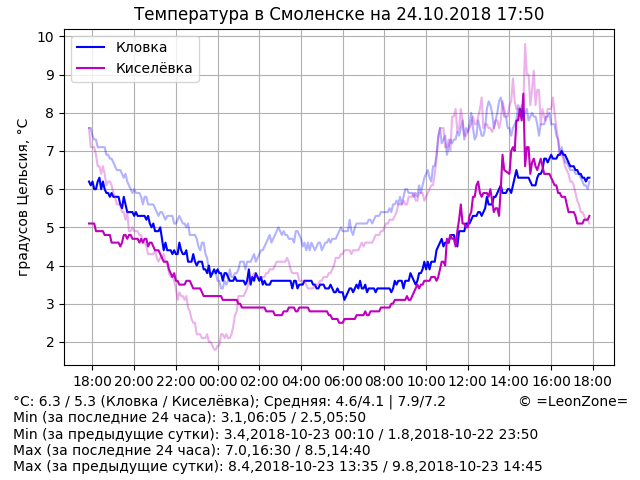 Температура в Смоленске на 24.10.2018 17:50
Кловка
Киселёвка
градусов Цельсия, °C
10
9
8
7
6
5
4
3
2
18:00 20:00 22:00 00:00 02:00 04:00 06:00 08:00 10:00 12:00 14:00 16:00 18:00
°C: 6.3 / 5.3 (Кловка / Киселёвка); Средняя: 4.6/4.1 | 7.9/7.2 © =LeonZone=
Min (за последние 24 часа): 3.1,06:05 / 2.5,05:50
Min (за предыдущие сутки): 3.4,2018-10-23 00:10 / 1.8,2018-10-22 23:50
Max (за последние 24 часа): 7.0,16:30 / 8.5,14:40
Max (за предыдущие сутки): 8.4,2018-10-23 13:35 / 9.8,2018-10-23 14:45